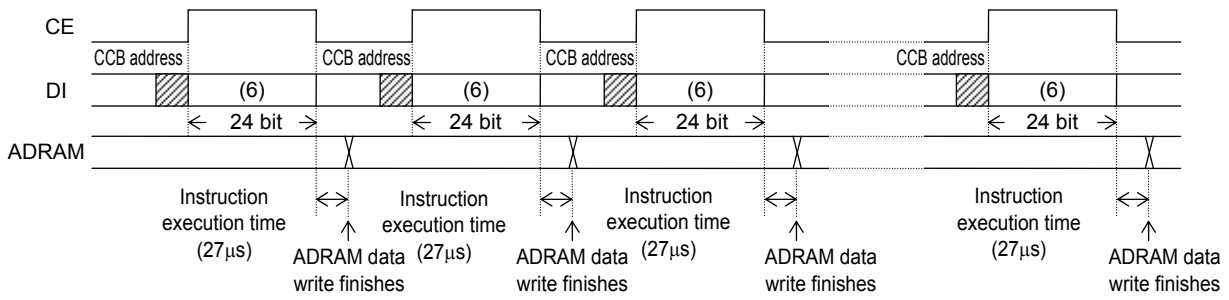 CE
CCB address CCB address CCB address CCB address
DI (6) (6) (6) (6)
24 bit 24 bit 24 bit 24 bit
ADRAM
Instruction Instruction Instruction Instruction
execution time execution time execution time execution time
(27μs) (27μs) (27μs) (27μs)
ADRAM data ADRAM data ADRAM data ADRAM data
write finishes write finishes write finishes write finishes